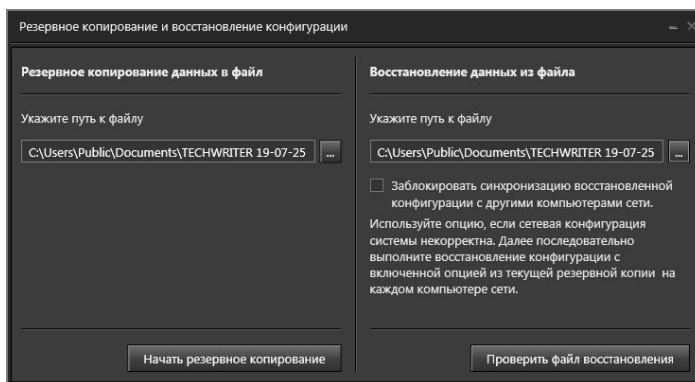 Резервное копирование и восстановление конфигурации
Резервное копирование данных в файл
Укажите путь к файлу
C:\Users\Public\Documents\TECHWRITER 19-07-25
...
Начать резервное копирование
Восстановление данных из файла
Укажите путь к файлу
C:\Users\Public\Documents\TECHWRITER 19-07-25
...
Заблокировать синхронизацию восстановленной
конфигурации с другими компьютерами сети.
Используйте опцию, если сетевая конфигурация
системы некорректна. Далее последовательно
выполните восстановление конфигурации с
включенной опцией из текущей резервной копии на
каждом компьютере сети.
Проверить файл восстановления